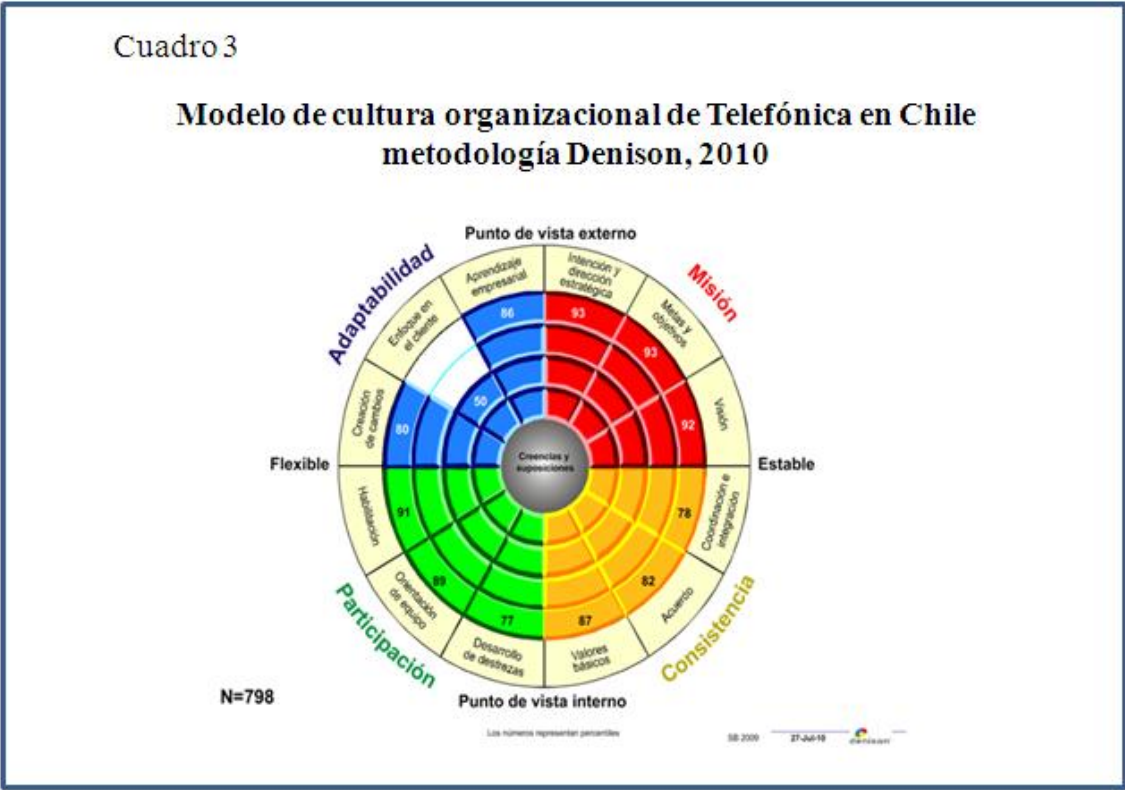 Cuadro 3
Modelo de cultura organizacional de Telefónica en Chile
metodología Denison, 2010
Punto de vista externo
Adaptabilidad
Misión
Aprendizaje
empresarial
Intención y
dirección
estratégica
Enfoque en
el cliente
Metas y
objetivos
Creación
de cambios
Visión
86
93
93
50
80
92
Flexible
Creencias y
suposiciones
Estable
Habilitación
91
78
Coordinación e
integración
Orientación
de equipo
89
82
Acuerdo
77
87
Desarrollo
de destrezas
Valores
básicos
Participación
Consistencia
N=798
Punto de vista interno
Los números representan percentiles
SB 2009
27-Jul-10
denison